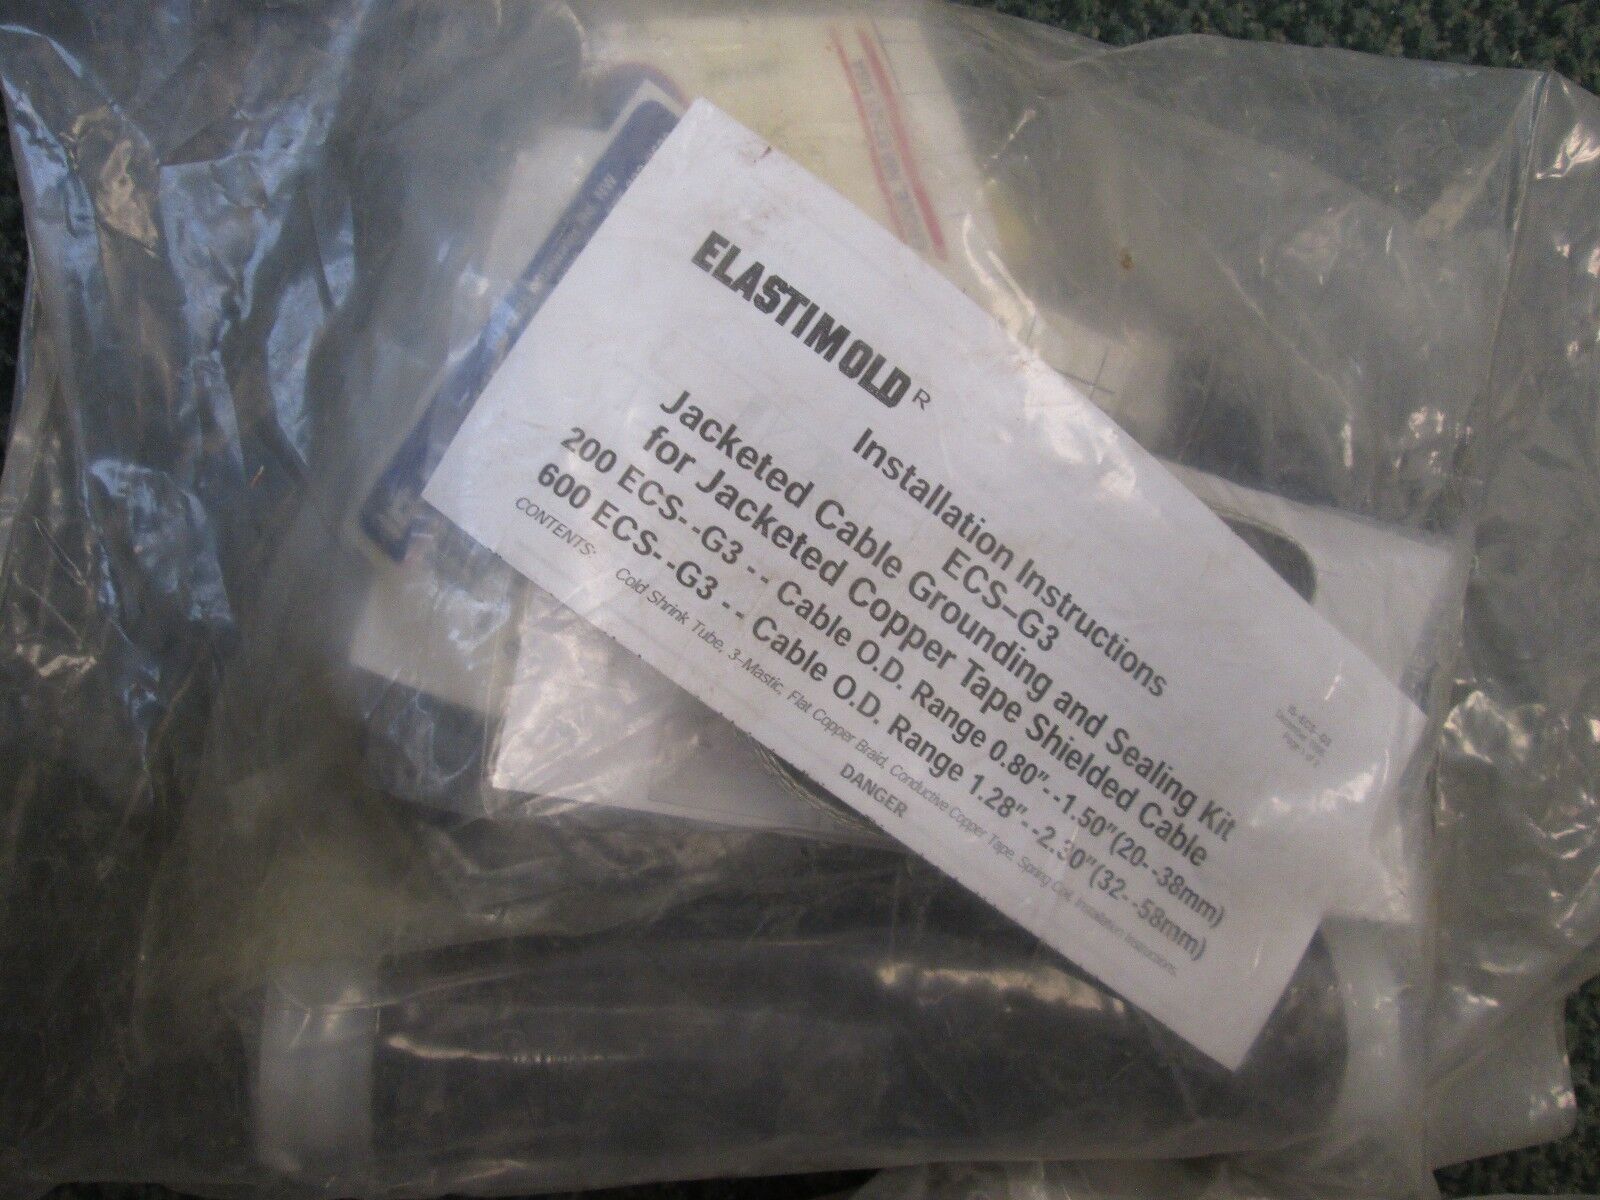 ELASTIMOLD R
Installation Instructions
ECS–G3
Jacketed Cable Grounding and Sealing Kit
for Jacketed Copper Tape Shielded Cable
200 ECS--G3 -- Cable O.D. Range 0.80"--1.50"(20--38mm)
600 ECS--G3 -- Cable O.D. Range 1.28"--2.30"(32--58mm)
CONTENTS: Cold Shrink Tube, 3–Mastic, Flat Copper Braid, Conductive Copper Tape, Spring Coil, Installation Instructions.
DANGER